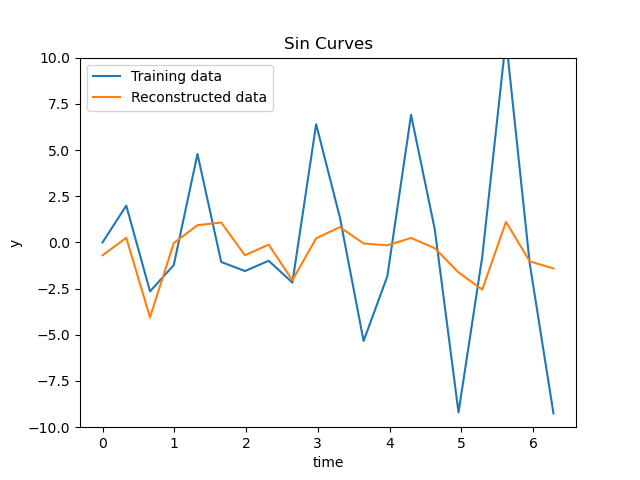 Sin Curves
Training data
Reconstructed data
y
10.0
7.5
5.0
2.5
0.0
−2.5
−5.0
−7.5
−10.0
0 1 2 3 4 5 6
time